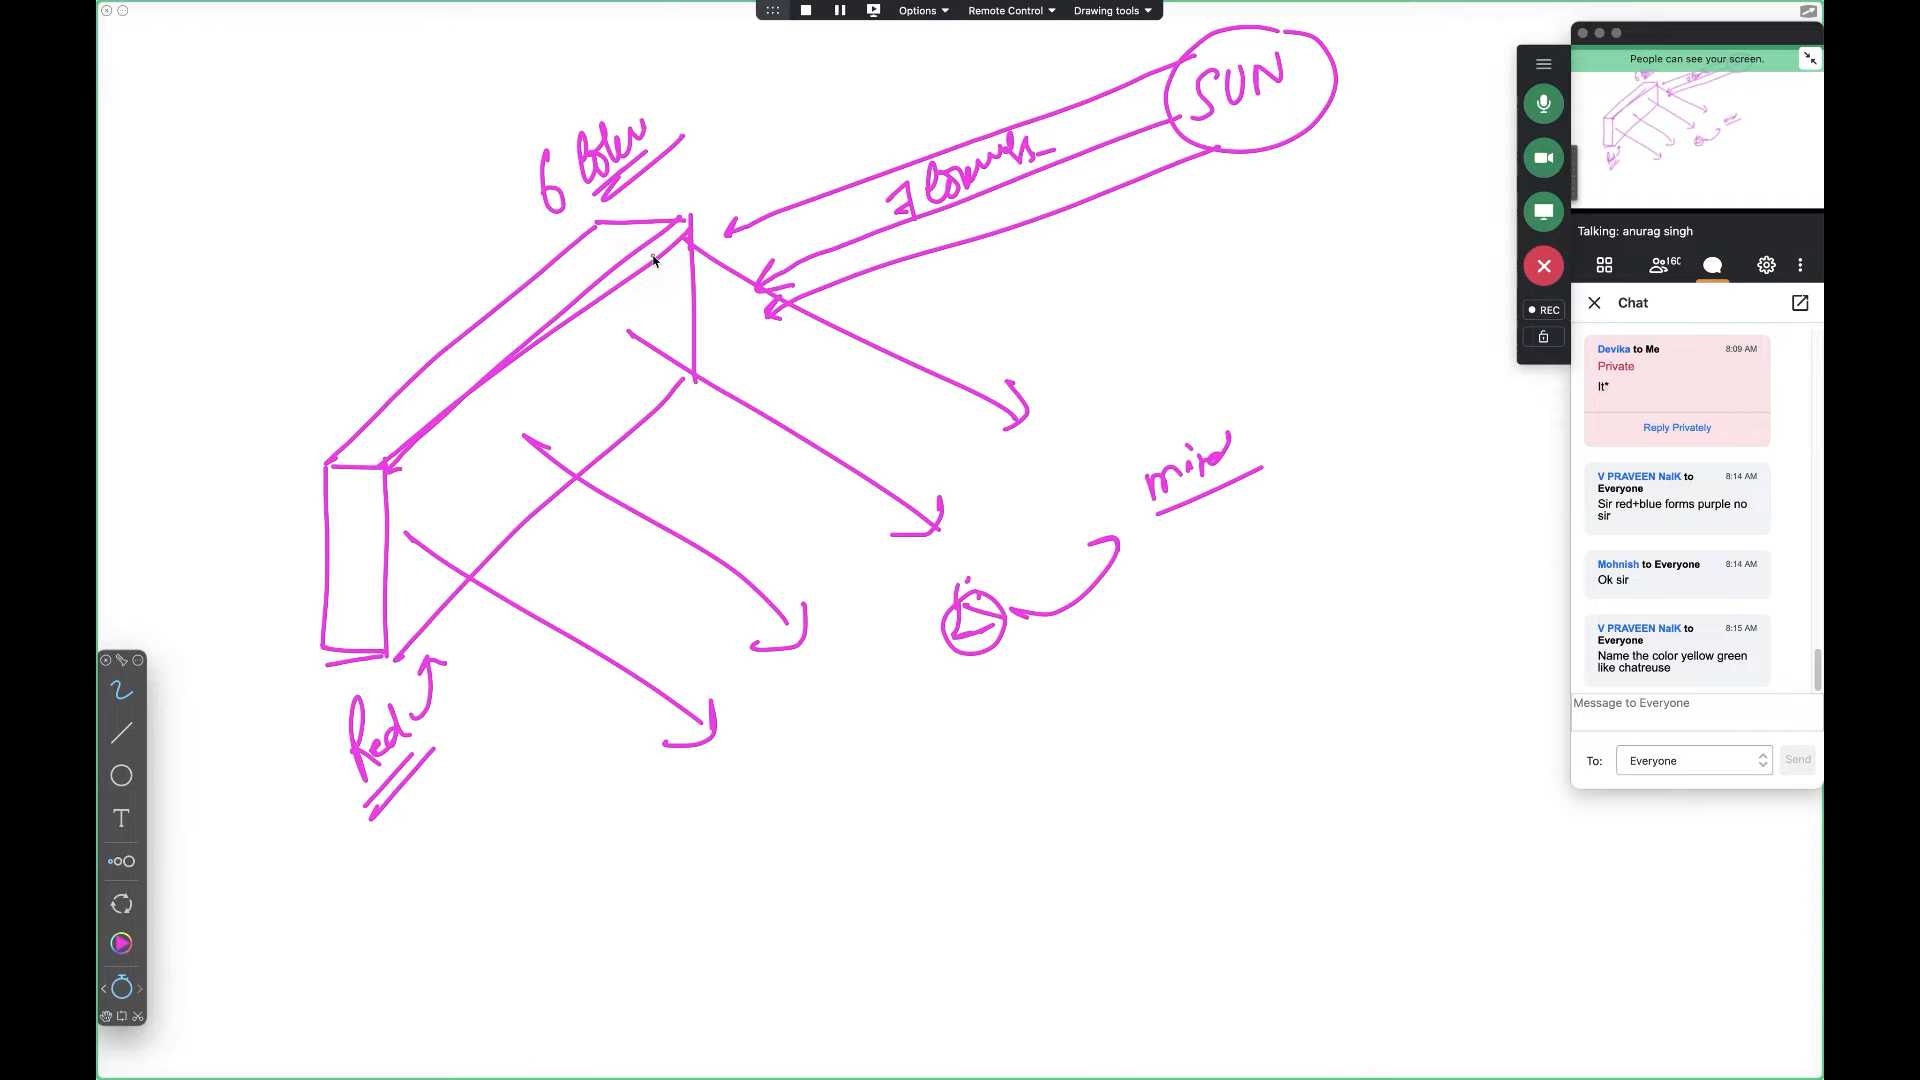 Options
Remote Control
Drawing tools
SUN
People can see your screen.
7
6
Talking: anurag singh
160
Chat
REC
Devika to Me
8:09 AM
Private
It*
Reply Privately
V PRAVEEN NaIK to
Everyone
8:14 AM
Sir red+blue forms purple no
sir
Mohnish to Everyone
8:14 AM
Ok sir
V PRAVEEN NaIK to
Everyone
8:15 AM
Name the color yellow green
like chatreuse
Message to Everyone
To:
Everyone
Send
Red
T